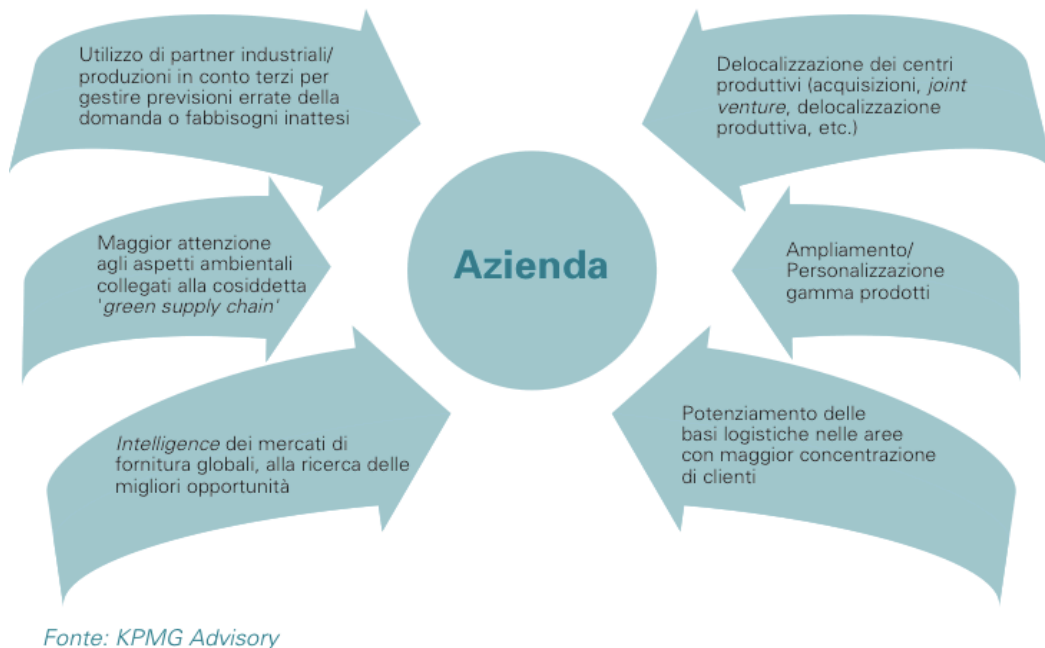 Utilizzo di partner industriali/
produzioni in conto terzi per
gestire previsioni errate della
domanda o fabbisogni inattesi
Delocalizzazione dei centri
produttivi (acquisizioni, joint
venture, delocalizzazione
produttiva, etc.)
Maggior attenzione
agli aspetti ambientali
collegati alla cosiddetta
'green supply chain'
Azienda
Ampliamento/
Personalizzazione
gamma prodotti
Intelligence dei mercati di
fornitura globali, alla ricerca delle
migliori opportunità
Potenziamento delle
basi logistiche nelle aree
con maggior concentrazione
di clienti
Fonte: KPMG Advisory